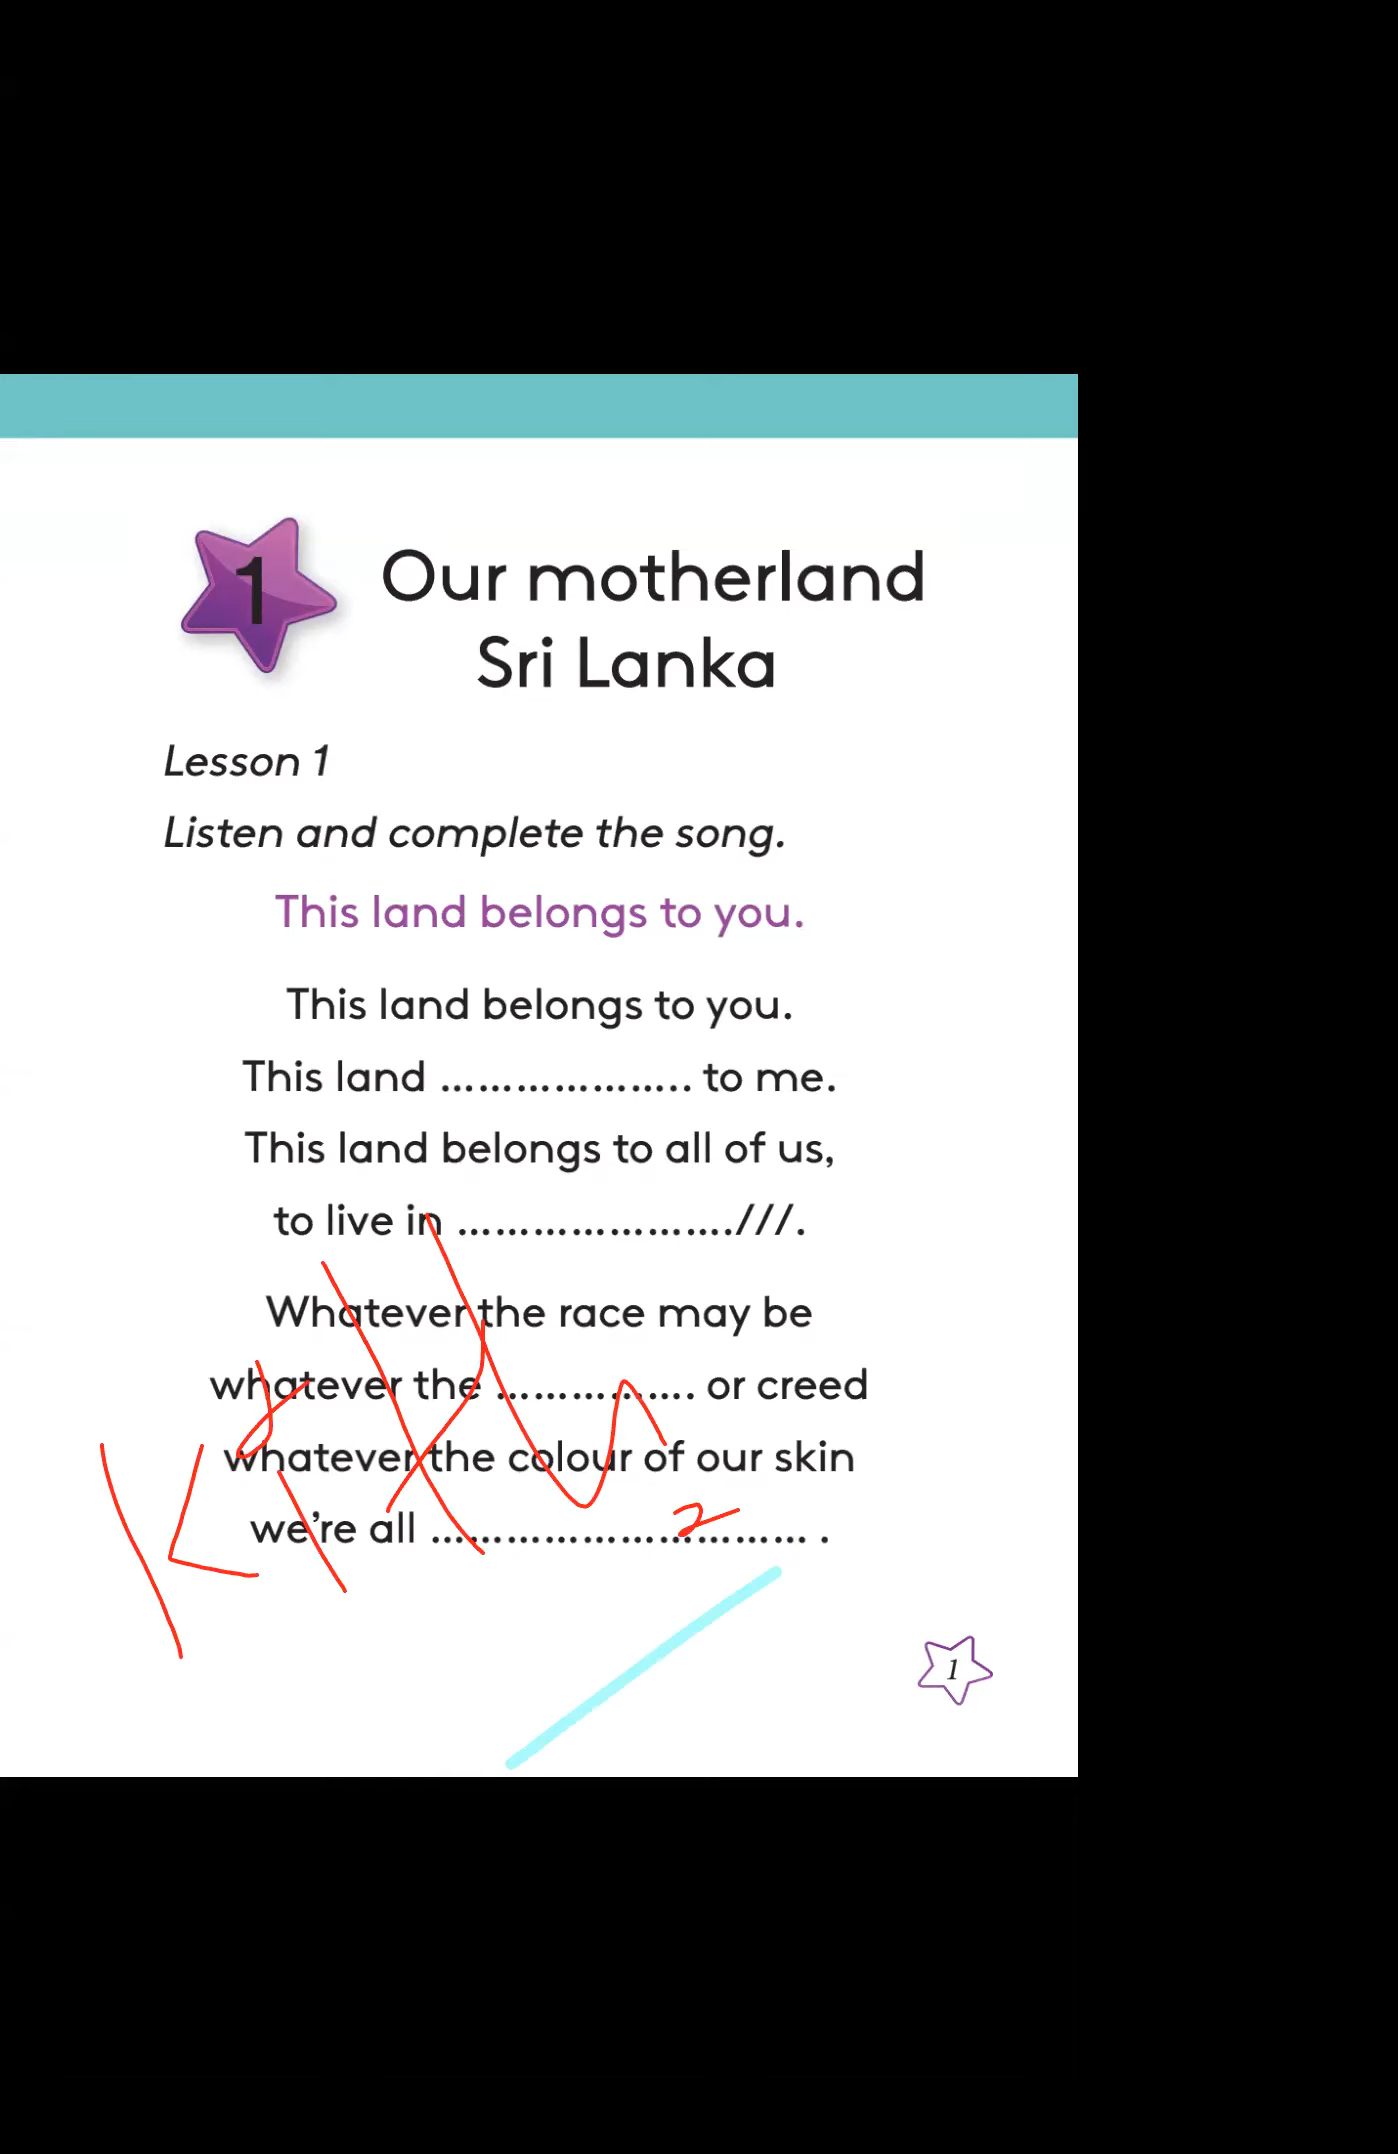 1
Our motherland
Sri Lanka
Lesson 1
Listen and complete the song.
This land belongs to you.
This land belongs to you.
This land ………………... to me.
This land belongs to all of us,
to live in ………………….///.
Whatever the race may be
whatever the ……………. or creed
whatever the colour of our skin
we're all ………………………… .
2
1